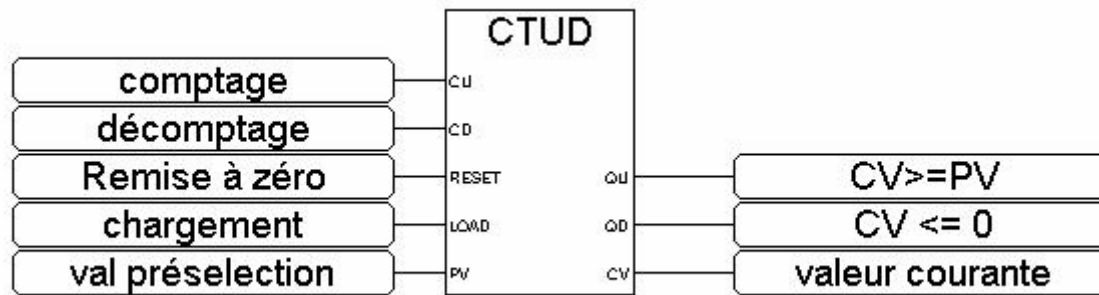 CTUD
comptage CU
décomptage CD
Remise à zéro RESET QU CV>=PV
chargement LOAD QD CV <= 0
val préselection PV CV valeur courante